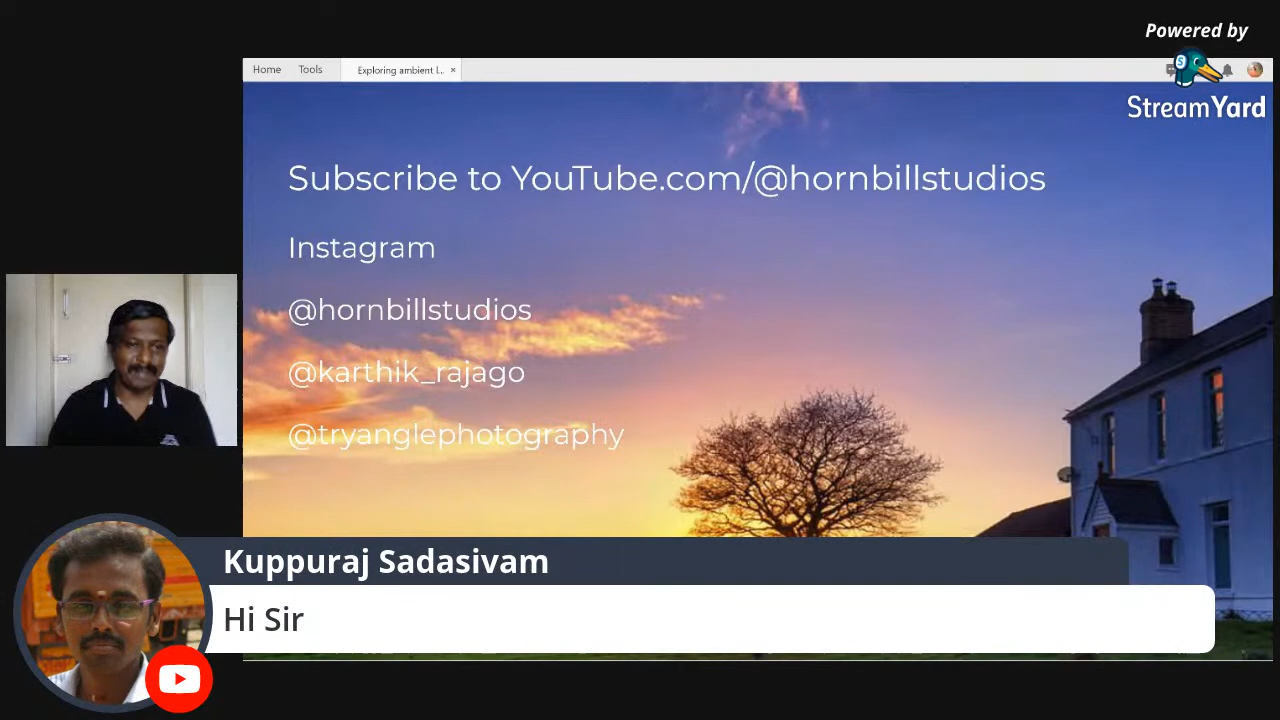 Powered by
StreamYard
Home Tools Exploring ambient l... ×
Subscribe to YouTube.com/@hornbillstudios
Instagram
@hornbillstudios
@karthik_rajago
@tryanglephotography
Kuppuraj Sadasivam
Hi Sir